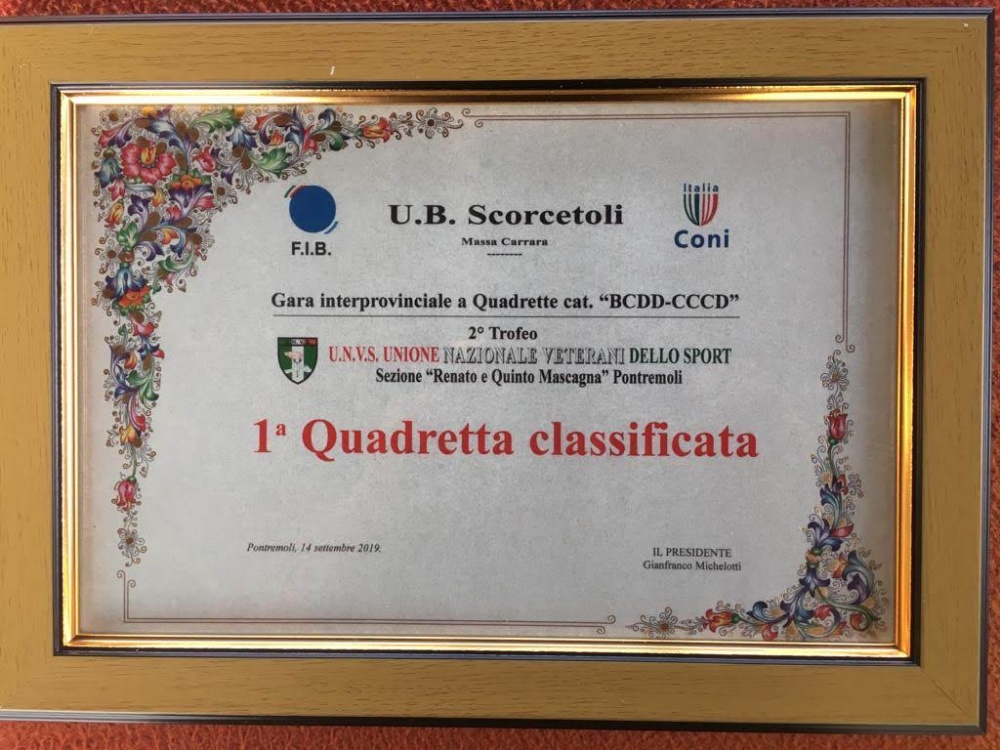 F.I.B.
U.B. Scorcetoli
Massa Carrara
--------
Italia
Coni
Gara interprovinciale a Quadrette cat. “BCDD-CCCD”
2° Trofeo
U.N.V.S. UNIONE NAZIONALE VETERANI DELLO SPORT
Sezione “Renato e Quinto Mascagna” Pontremoli
1ª Quadretta classificata
Pontremoli, 14 settembre 2019.
IL PRESIDENTE
Gianfranco Michelotti